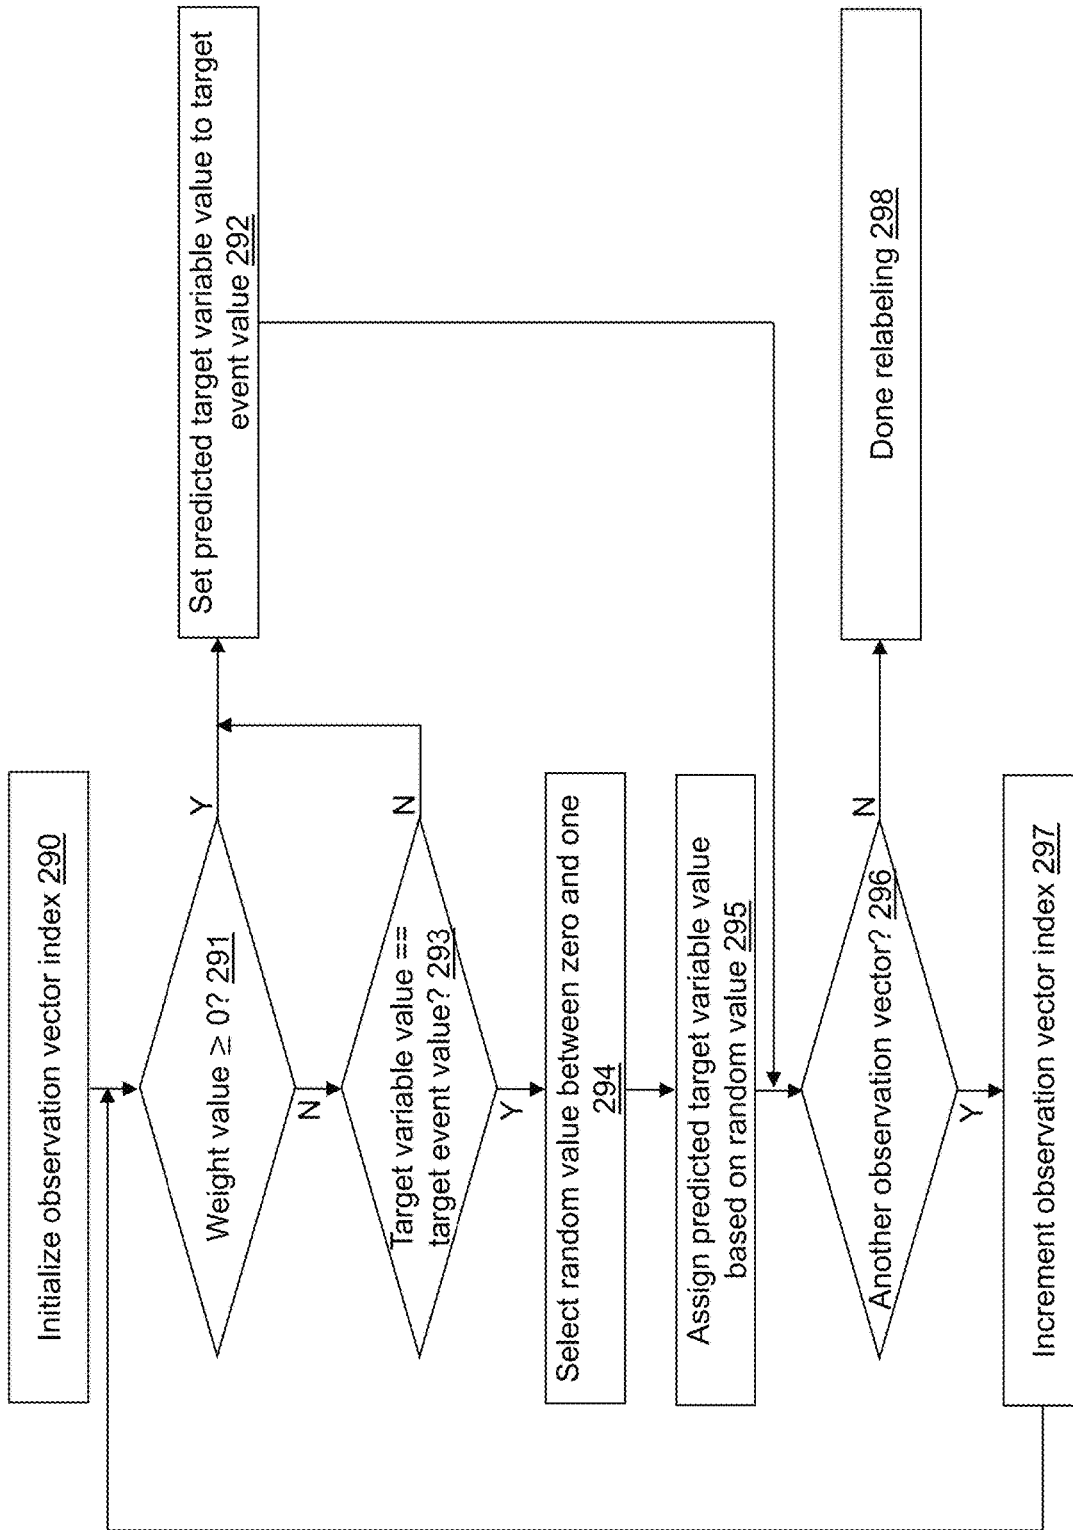 Initialize observation vector index 290
Weight value ≥ 0? 291
Y
N
Set predicted target variable value to target
event value 292
Target variable value ==
target event value? 293
N
Y
Select random value between zero and one
294
Assign predicted target variable value
based on random value 295
Another observation vector? 296
N
Y
Done relabeling 298
Increment observation vector index 297